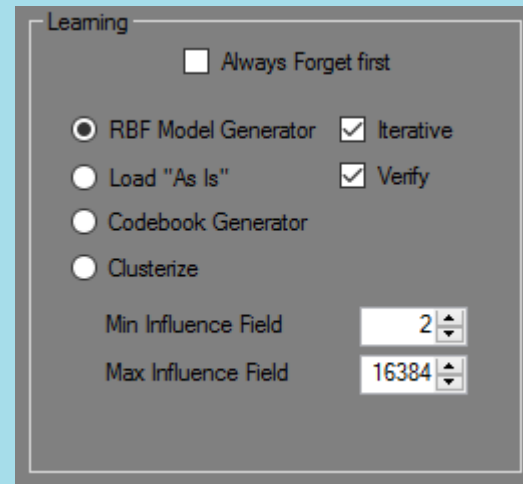 Learning
Always Forget first
RBF Model Generator Iterative
Load "As Is" Verify
Codebook Generator
Clusterize
Min Influence Field 2
Max Influence Field 16384